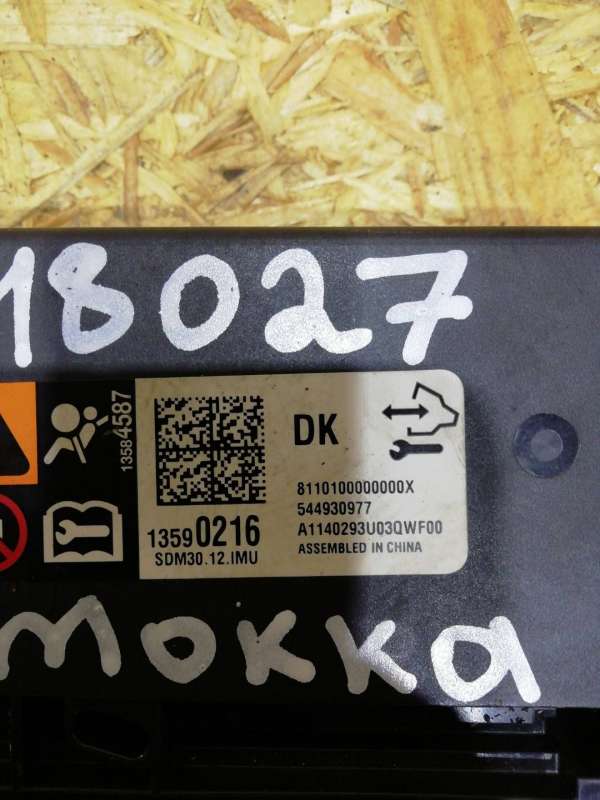 18027
13584587
DK
13590216
SDM30.12.IMU
8110100000000X
544930977
A1140293U03QWF00
ASSEMBLED IN CHINA
мокка